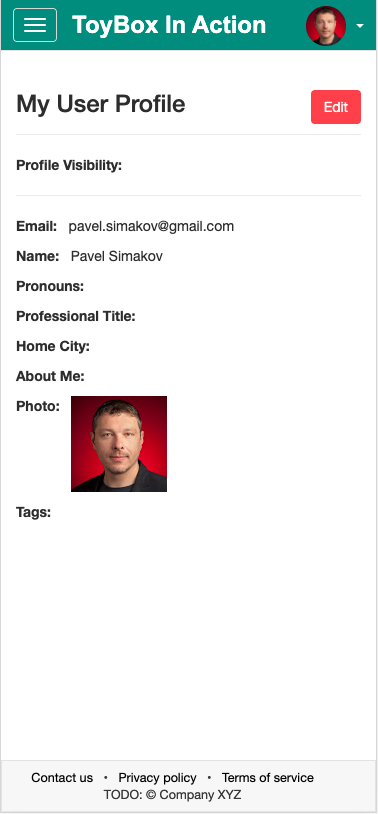 ToyBox In Action
My User Profile
Edit
Profile Visibility:
Email: pavel.simakov@gmail.com
Name: Pavel Simakov
Pronouns:
Professional Title:
Home City:
About Me:
Photo:
Tags:
Contact us • Privacy policy • Terms of service
TODO: © Company XYZ